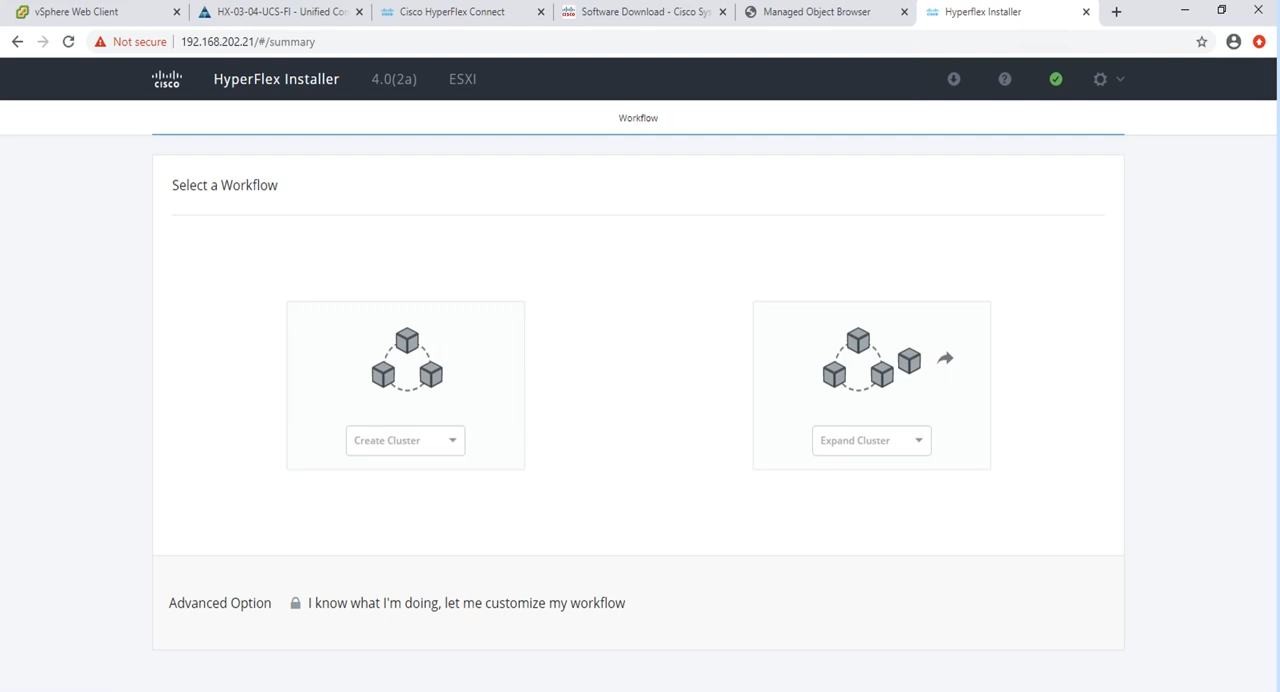 vSphere Web Client
HX-03-04-UCS-FI - Unified Co
Cisco HyperFlex Connect
Software Download - Cisco Sy
Managed Object Browser
Hyperflex Installer
Not secure
192.168.202.21/#/summary
CISCO
HyperFlex Installer
4.0(2a)
ESXI
Workflow
Select a Workflow
Create Cluster
Expand Cluster
Advanced Option
I know what I'm doing, let me customize my workflow